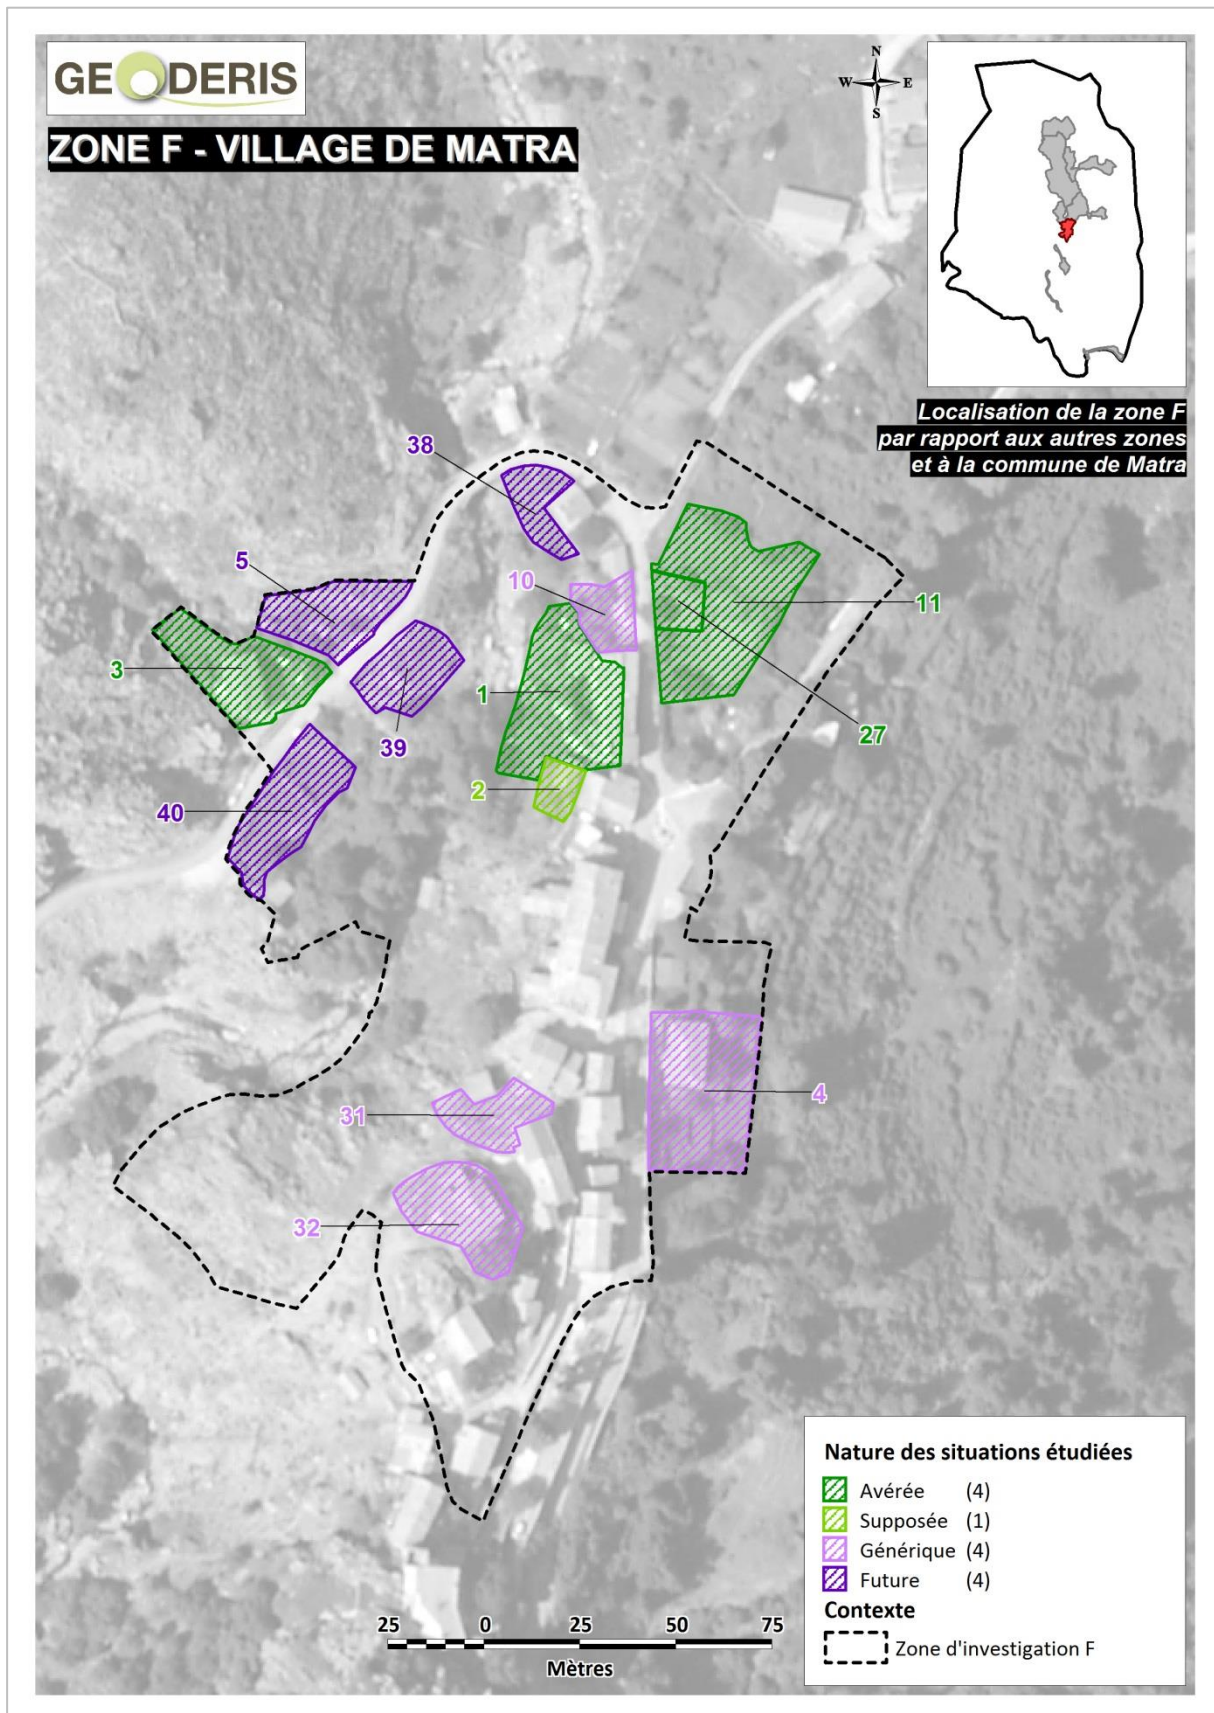 GEODERIS
ZONE F - VILLAGE DE MATRA
N
W E
S
Localisation de la zone F
par rapport aux autres zones
et à la commune de Matra
38
5
10
11
3
1
27
39
2
40
31
4
32
Nature des situations étudiées
Avérée (4)
Supposée (1)
Générique (4)
Future (4)
Contexte
Zone d'investigation F
25 0 25 50 75
Mètres